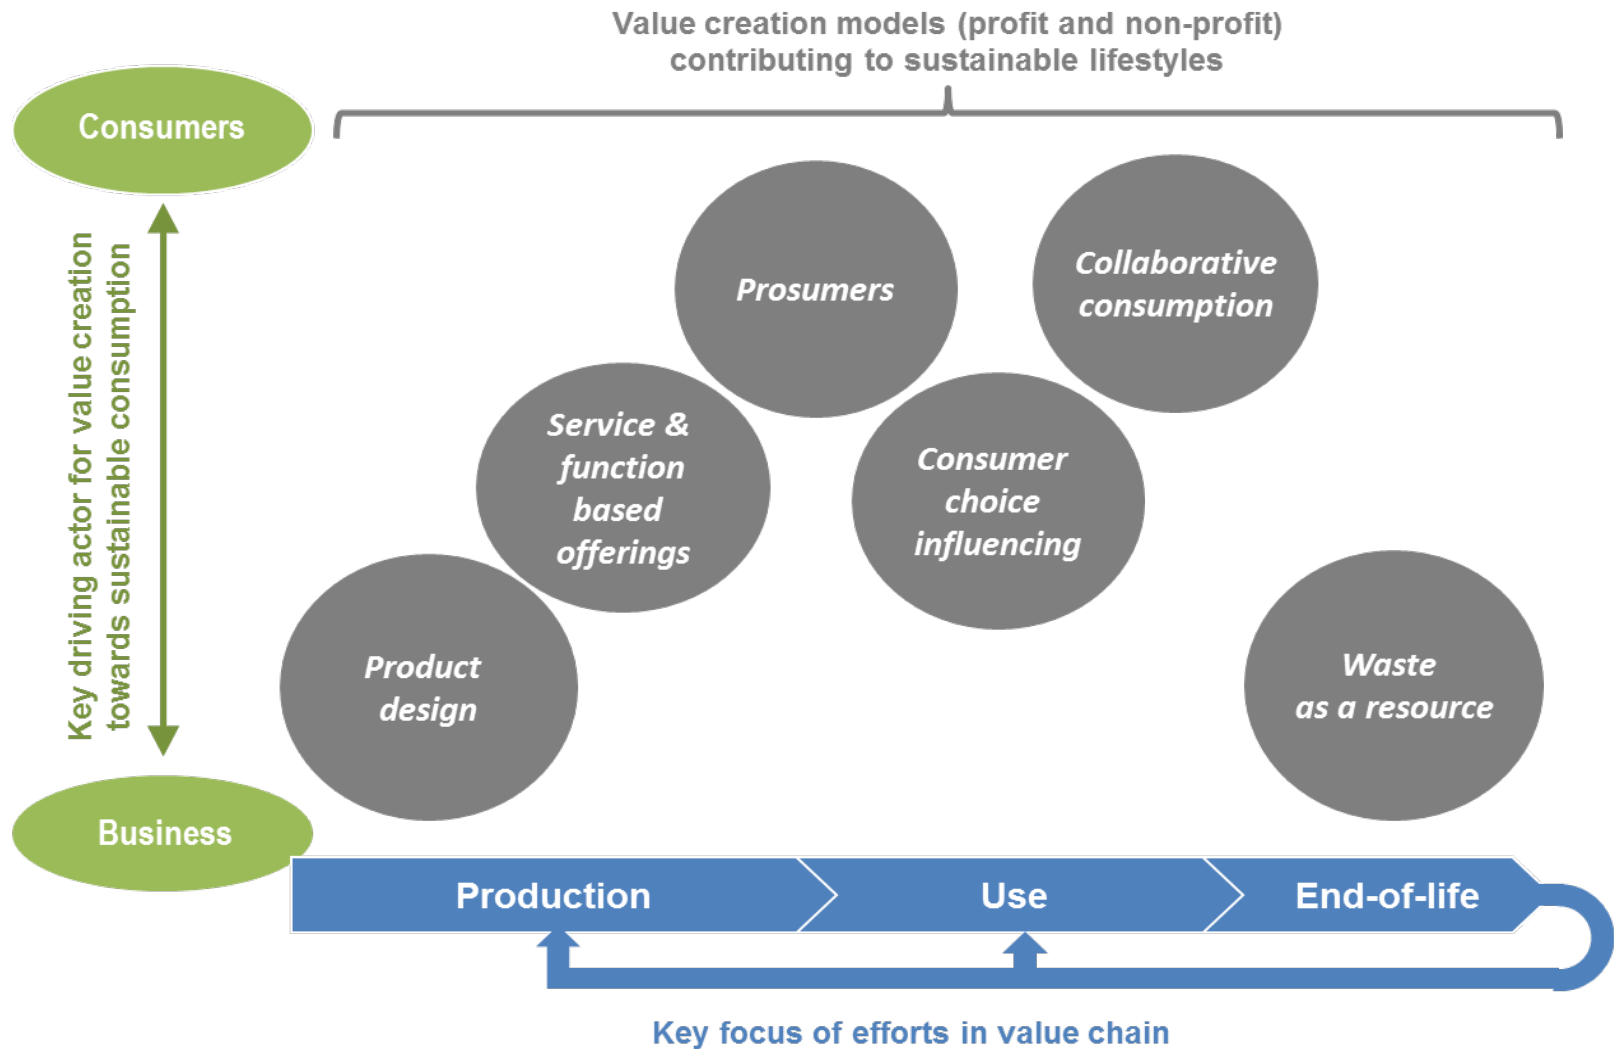 Value creation models (profit and non-profit)
contributing to sustainable lifestyles
Consumers
Key driving actor for value creation
towards sustainable consumption
Business
Prosumers
Collaborative
consumption
Service &
function
based
offerings
Consumer
choice
influencing
Product
design
Waste
as a resource
Production
Use
End-of-life
Key focus of efforts in value chain